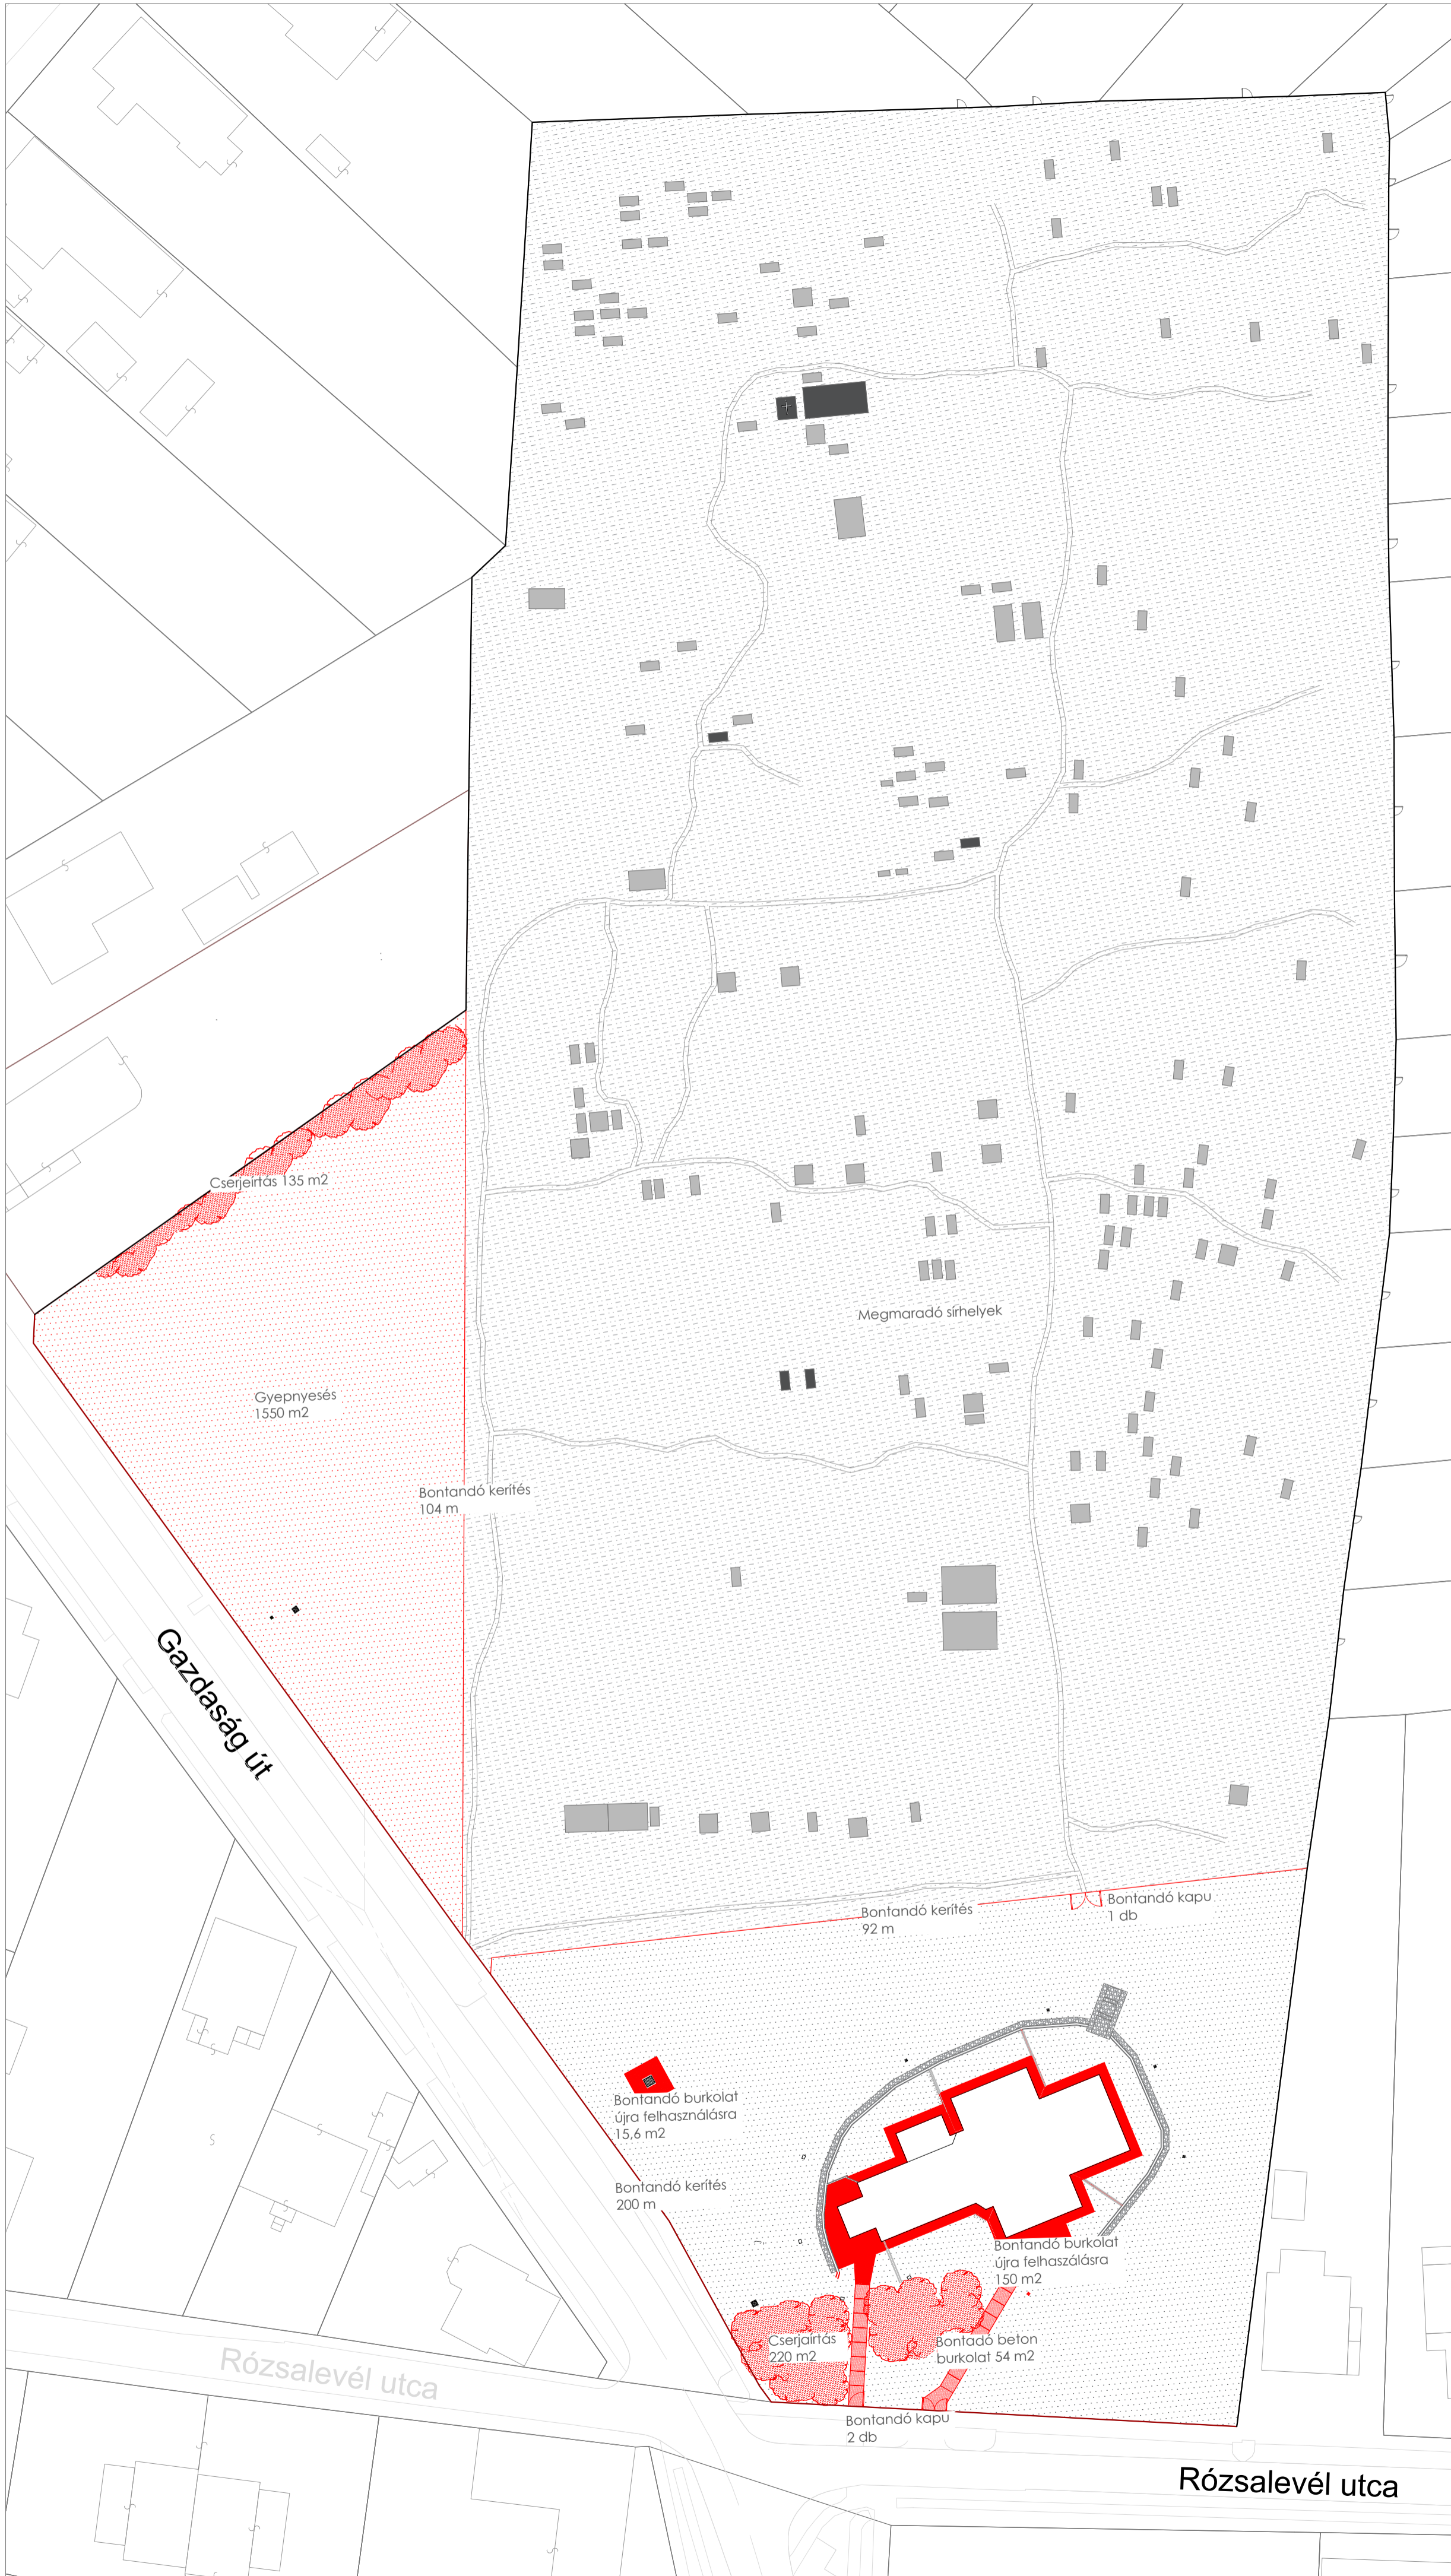 Cserjeirtás 135 m2
Megmaradó sírhelyek
Gyepnyesés
1550 m2
Bontandó kerítés
104 m
Gazdaság út
Bontandó kapu
1 db
Bontandó kerítés
92 m
Bontandó burkolat
újra felhasználásra
15,6 m2
Bontandó kerítés
200 m
Bontandó burkolat
újra felhaszálásra
150 m2
Cserjairtás
220 m2
Bontadó beton
burkolat 54 m2
Rózsalevél utca
Bontandó kapu
2 db
Rózsalevél utca